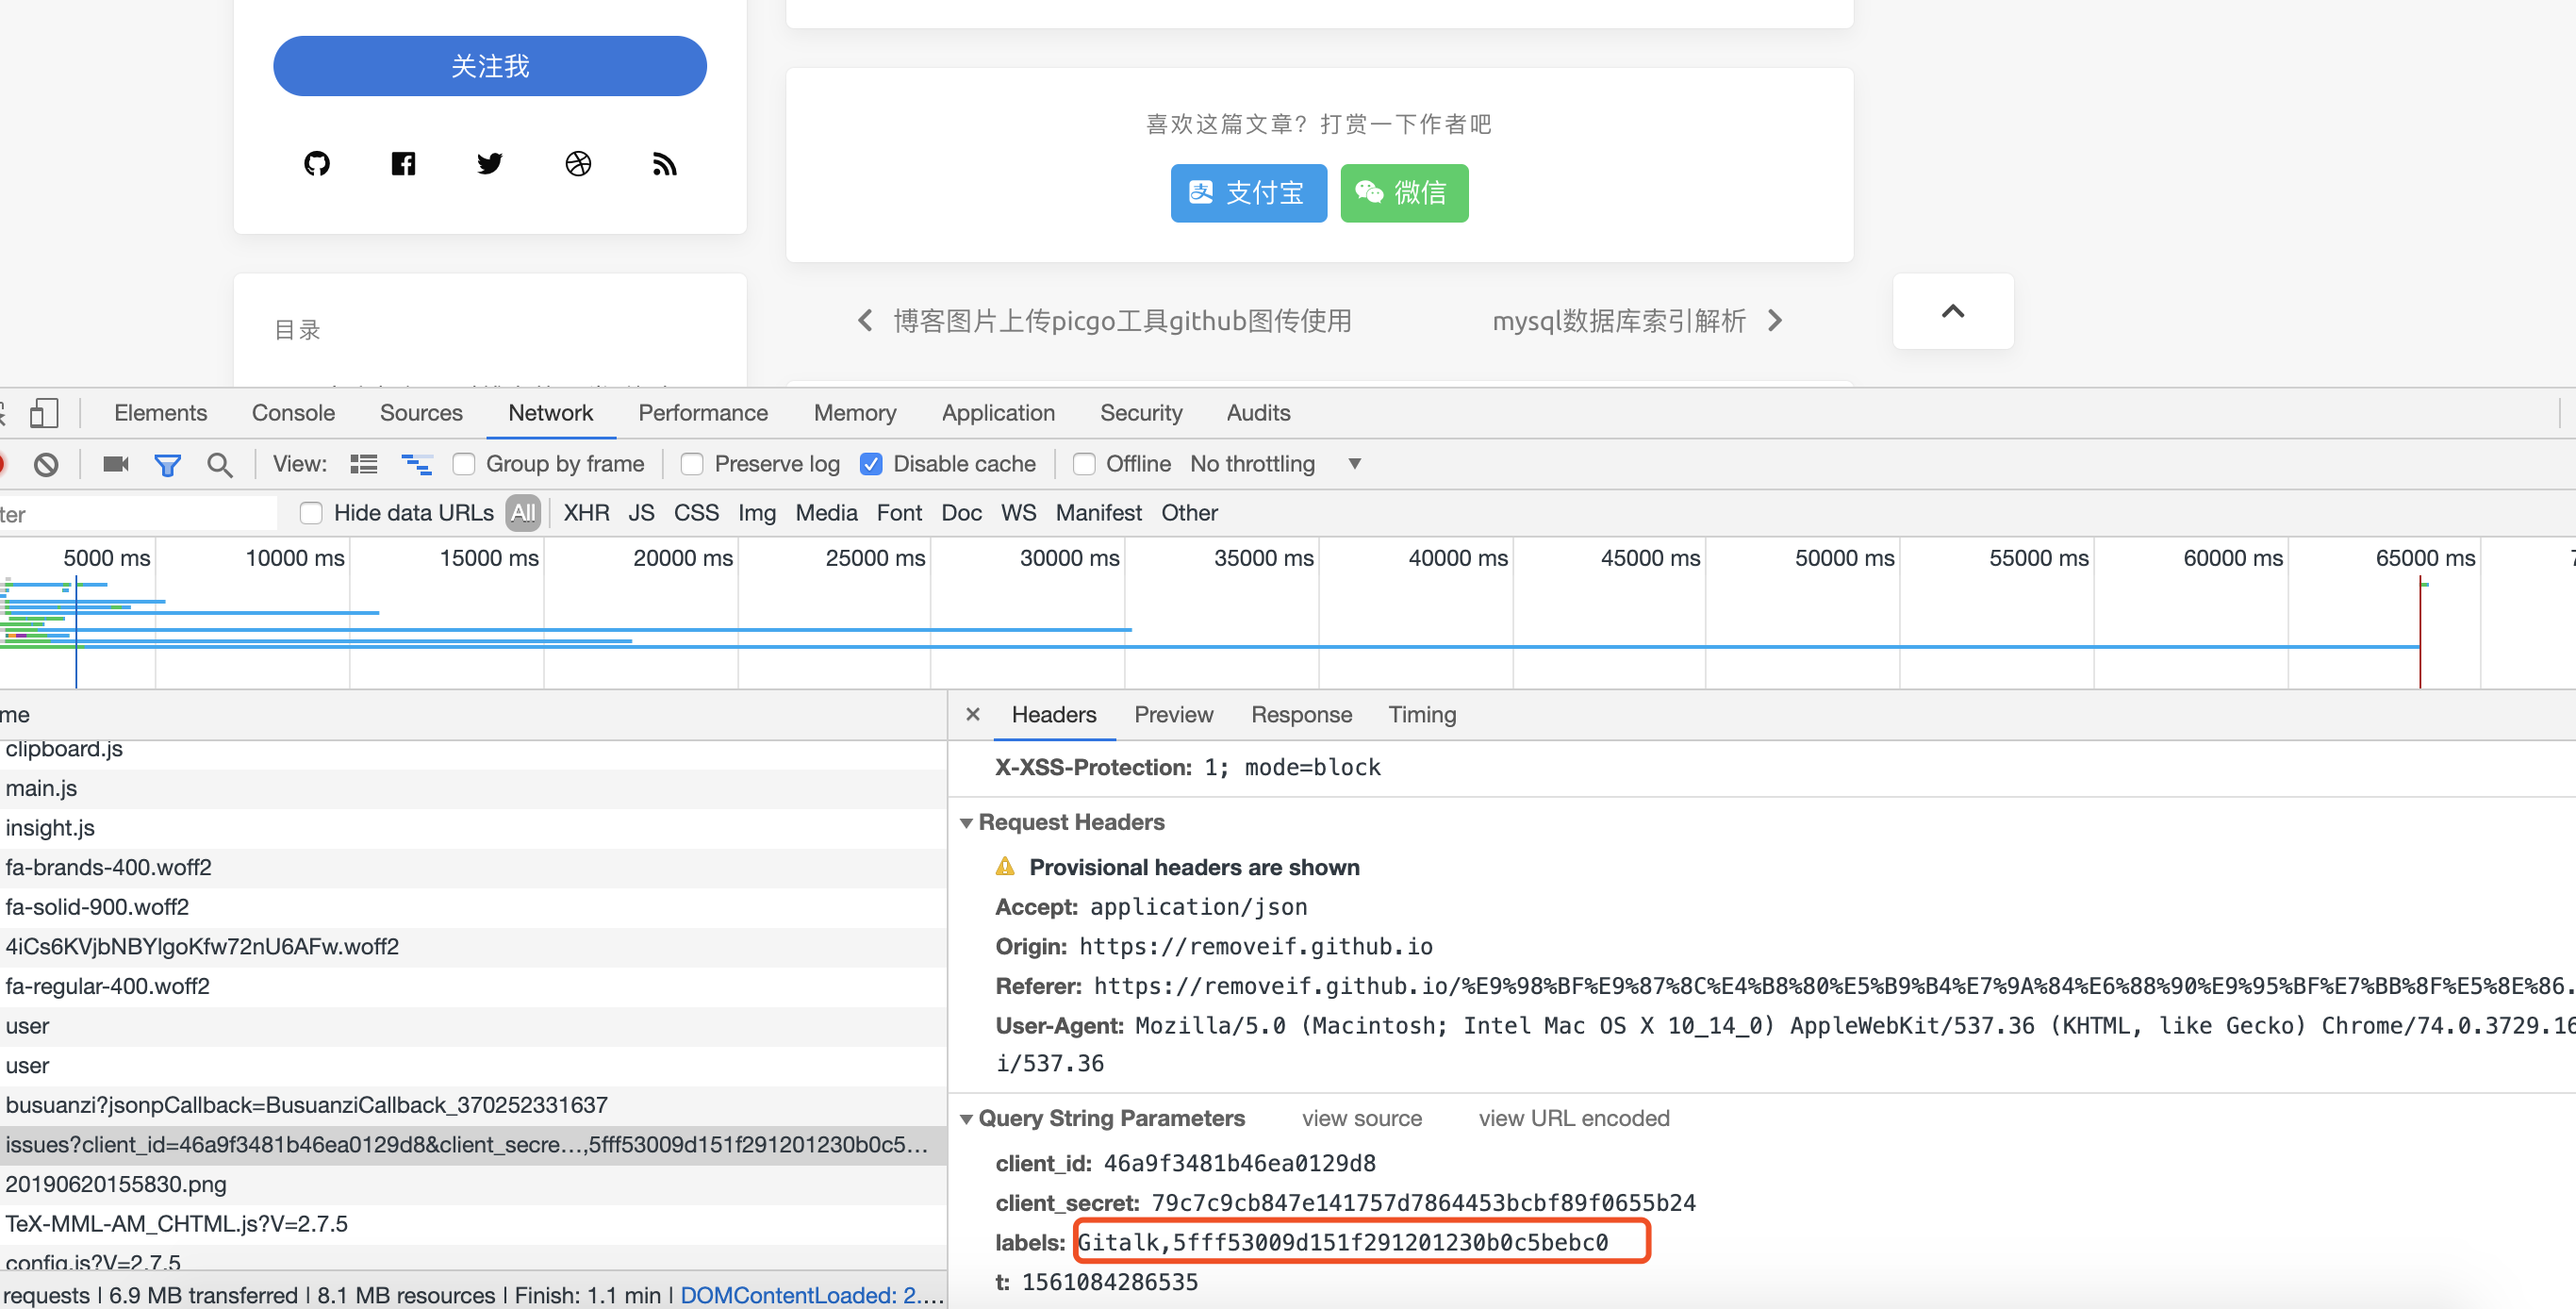 关注我
喜欢这篇文章? 打赏一下作者吧
支付宝 微信
目录
博客图片上传picgo工具github图传使用
mysql数据库索引解析
Elements Console Sources Network Performance Memory Application Security Audits
View: Group by frame Preserve log Disable cache Offline No throttling
ter Hide data URLs All XHR JS CSS Img Media Font Doc WS Manifest Other
5000 ms 10000 ms 15000 ms 20000 ms 25000 ms 30000 ms 35000 ms 40000 ms 45000 ms 50000 ms 55000 ms 60000 ms 65000 ms 7
me
clipboard.js
main.js
insight.js
fa-brands-400.woff2
fa-solid-900.woff2
4iCs6KVjbNBYlgoKfw72nU6AFw.woff2
fa-regular-400.woff2
user
user
busuanzi?jsonpCallback=BusuanziCallback_370252331637
issues?client_id=46a9f3481b46ea0129d8&client_secre…,5fff53009d151f291201230b0c5…
20190620155830.png
TeX-MML-AM_CHTML.js?V=2.7.5
config.js?V=2.7.5
requests | 6.9 MB transferred | 8.1 MB resources | Finish: 1.1 min | DOMContentLoaded: 2.…
Headers Preview Response Timing
X-XSS-Protection: 1; mode=block
Request Headers
Provisional headers are shown
Accept: application/json
Origin: https://removeif.github.io
Referer: https://removeif.github.io/%E9%98%BF%E9%87%8C%E4%B8%80%E5%B9%B4%E7%9A%84%E6%88%90%E9%95%BF%E7%BB%8F%E5%8E%86.
User-Agent: Mozilla/5.0 (Macintosh; Intel Mac OS X 10_14_0) AppleWebKit/537.36 (KHTML, like Gecko) Chrome/74.0.3729.16
i/537.36
Query String Parameters view source view URL encoded
client_id: 46a9f3481b46ea0129d8
client_secret: 79c7c9cb847e141757d7864453bcbf89f0655b24
labels: Gitalk,5fff53009d151f291201230b0c5bebc0
t: 1561084286535